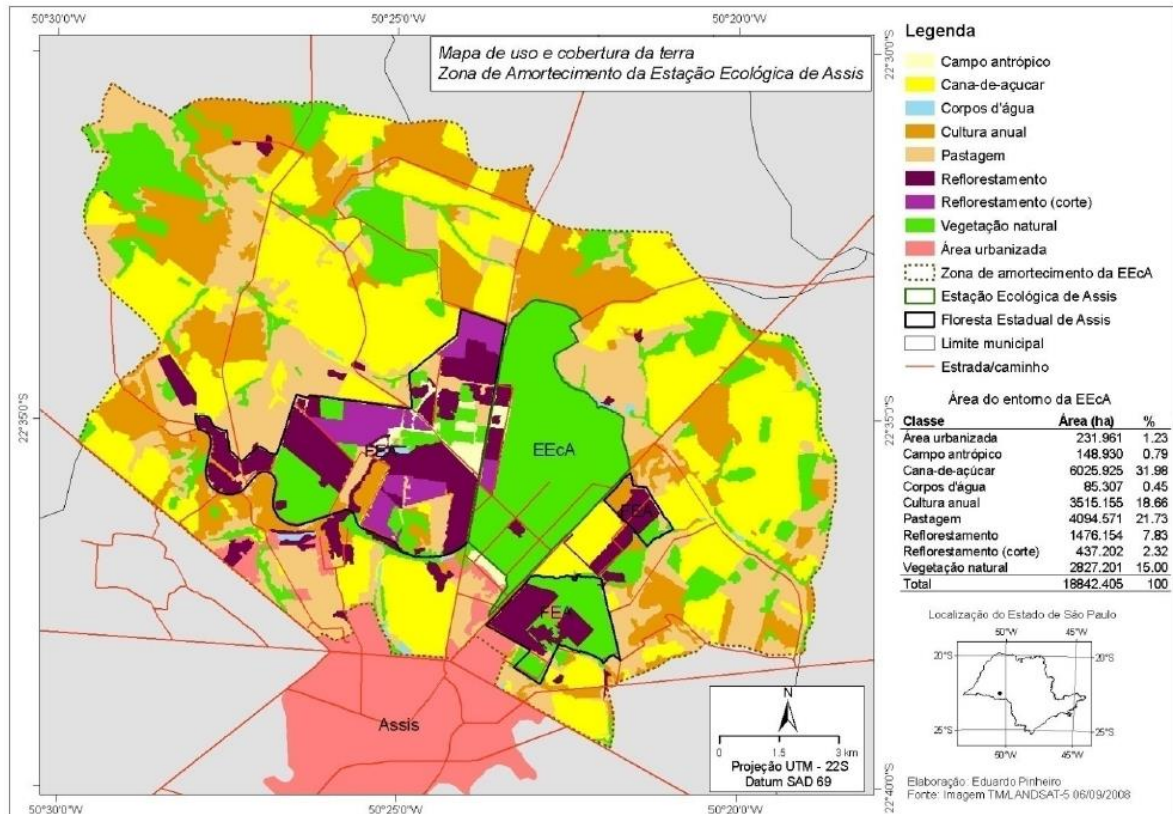 50°30'0"W 50°25'0"W 50°20'0"W
Mapa de uso e cobertura da terra
Zona de Amortecimento da Estação Ecológica de Assis
22°30'0"S
22°35'0"S
22°35'0"S
22°40'0"S
FEA
EEcA
FEA
FEA
Assis
N
0 1.5 3 km
Projeção UTM - 22S
Datum SAD 69
50°30'0"W 50°25'0"W 50°20'0"W
Legenda
Campo antrópico
Cana-de-açucar
Corpos d'água
Cultura anual
Pastagem
Reflorestamento
Reflorestamento (corte)
Vegetação natural
Área urbanizada
Zona de amortecimento da EEcA
Estação Ecológica de Assis
Floresta Estadual de Assis
Limite municipal
Estrada/caminho
Área do entorno da EEcA
Classe Área (ha) %
Área urbanizada 231.961 1.23
Campo antrópico 148.930 0.79
Cana-de-açúcar 6025.925 31.98
Corpos d'água 85.307 0.45
Cultura anual 3515.155 18.66
Pastagem 4094.571 21.73
Reflorestamento 1476.154 7.83
Reflorestamento (corte) 437.202 2.32
Vegetação natural 2827.201 15.00
Total 18842.405 100
Localização do Estado de São Paulo
50°W 45°W
20°S 20°S
25°S 25°S
50°W 45°W
Elaboração: Eduardo Pinheiro
Fonte: Imagem TM/LANDSAT-5 06/09/2008